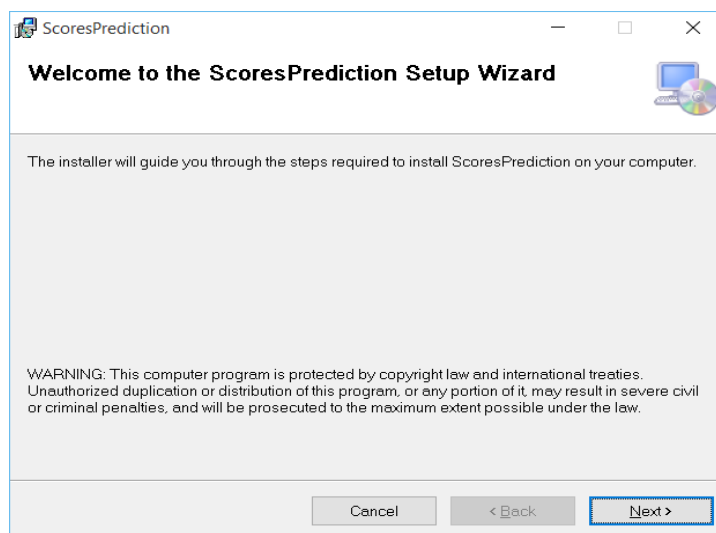 ScoresPrediction
Welcome to the ScoresPrediction Setup Wizard
The installer will guide you through the steps required to install ScoresPrediction on your computer.
WARNING: This computer program is protected by copyright law and international treaties.
Unauthorized duplication or distribution of this program, or any portion of it, may result in severe civil
or criminal penalties, and will be prosecuted to the maximum extent possible under the law.
Cancel
< Back
Next >